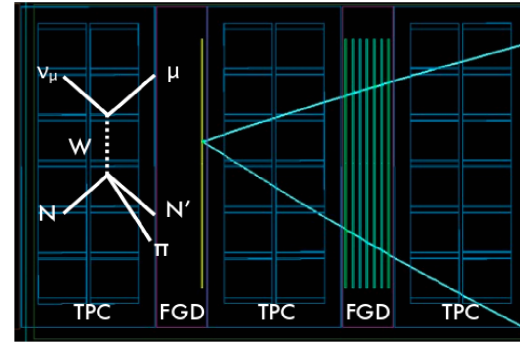 νμ μ
W
N N′
π
TPC FGD TPC FGD TPC